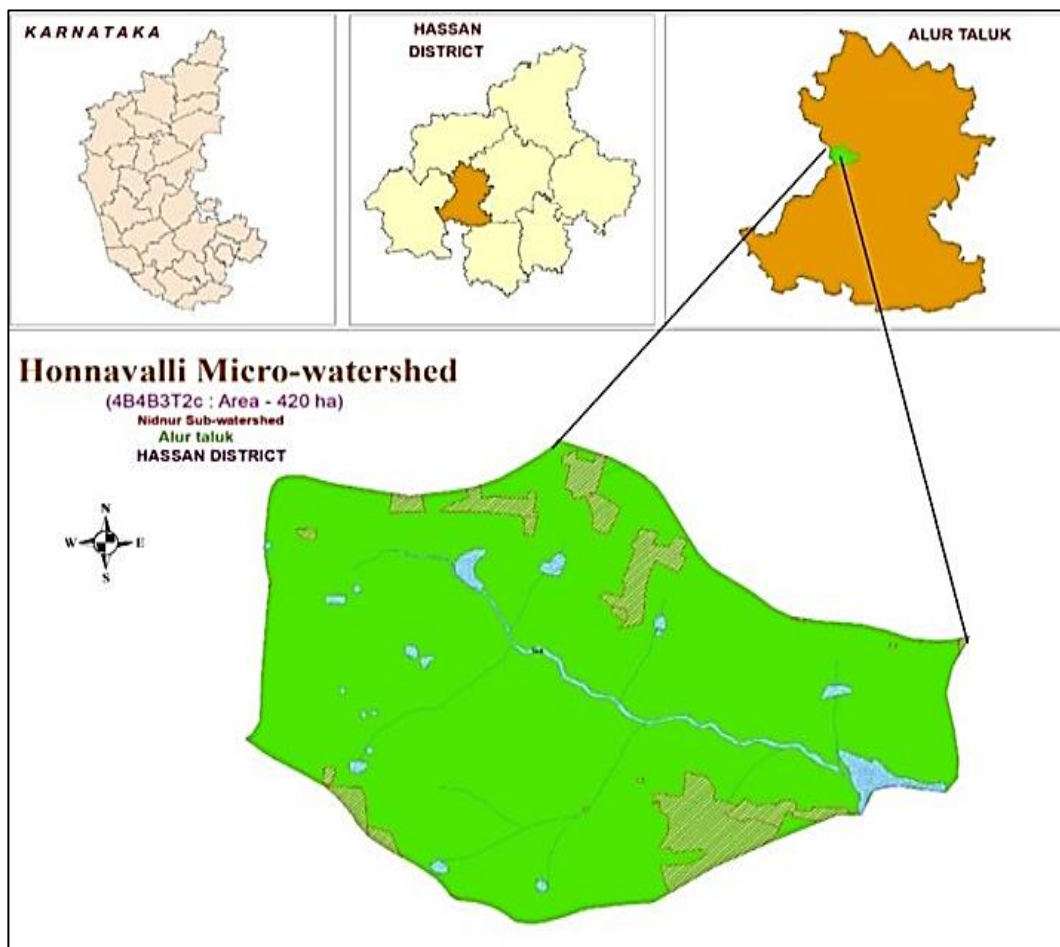 KARNATAKA
HASSAN
DISTRICT
ALUR TALUK
Honnavalli Micro-watershed
(4B4B3T2c : Area - 420 ha)
Nidnur Sub-watershed
Alur taluk
HASSAN DISTRICT
N
W E
S